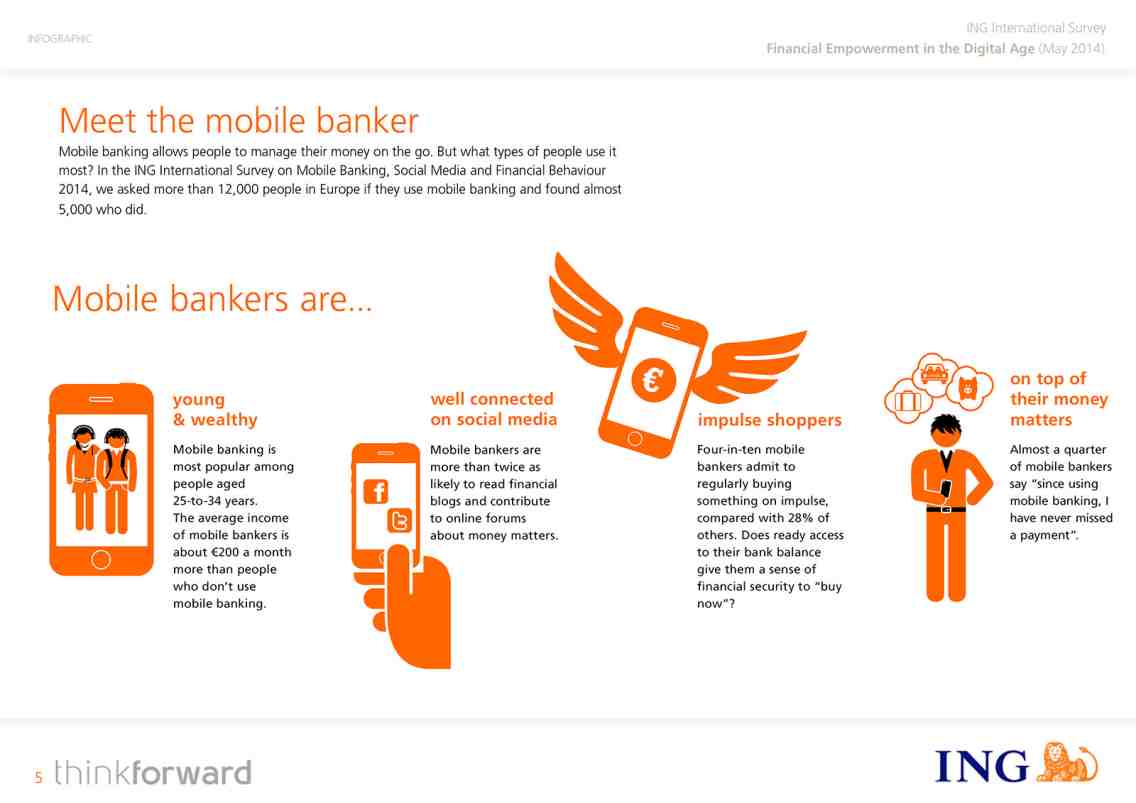 INFOGRAPHIC
ING International Survey
Financial Empowerment in the Digital Age (May 2014)
Meet the mobile banker
Mobile banking allows people to manage their money on the go. But what types of people use it
most? In the ING International Survey on Mobile Banking, Social Media and Financial Behaviour
2014, we asked more than 12,000 people in Europe if they use mobile banking and found almost
5,000 who did.
Mobile bankers are...
young
& wealthy
Mobile banking is
most popular among
people aged
25-to-34 years.
The average income
of mobile bankers is
about €200 a month
more than people
who don’t use
mobile banking.
f
t
well connected
on social media
Mobile bankers are
more than twice as
likely to read financial
blogs and contribute
to online forums
about money matters.
€
impulse shoppers
Four-in-ten mobile
bankers admit to
regularly buying
something on impulse,
compared with 28% of
others. Does ready access
to their bank balance
give them a sense of
financial security to “buy
now”?
on top of
their money
matters
Almost a quarter
of mobile bankers
say “since using
mobile banking, I
have never missed
a payment”.
5 thinkforward
ING